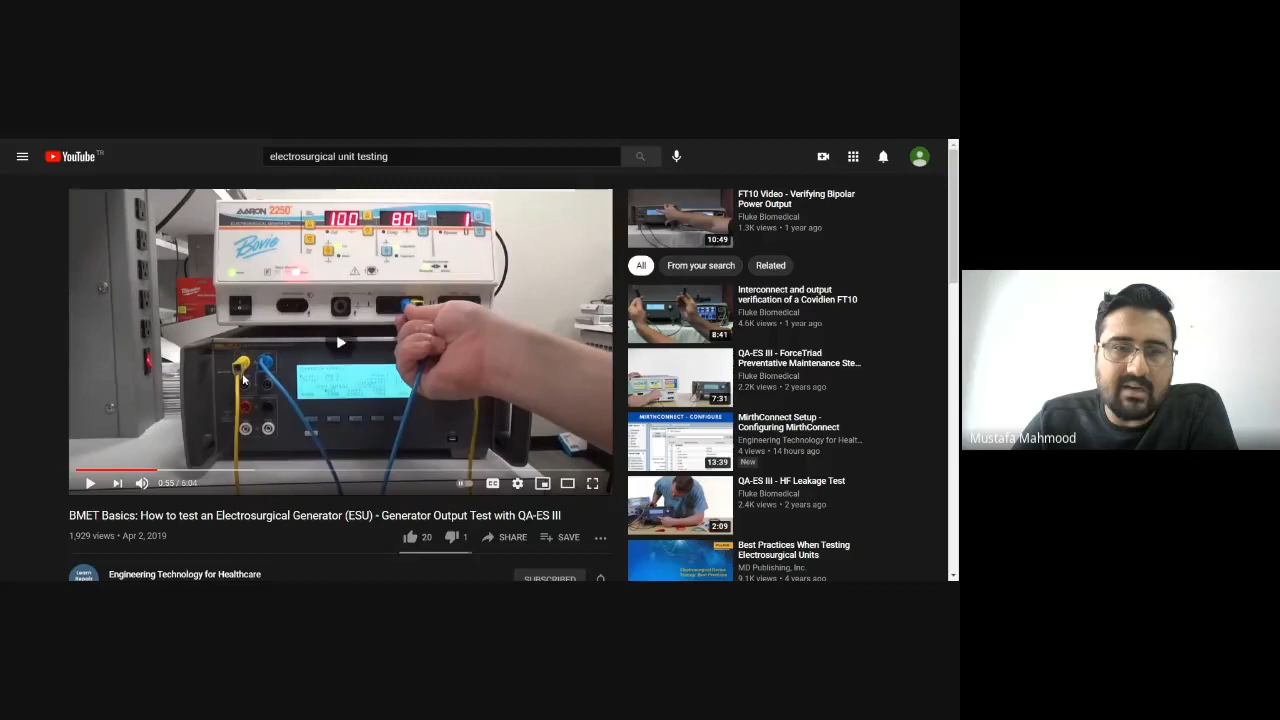 YouTube TR
electrosurgical unit testing
AARON 2250
100 80 1
Bovie
0:55 / 6:04
BMET Basics: How to test an Electrosurgical Generator (ESU) - Generator Output Test with QA-ES III
1,929 views • Apr 2, 2019
20
1
SHARE
SAVE
Learn
Repair
Engineering Technology for Healthcare
SUBSCRIBED
FT10 Video - Verifying Bipolar
Power Output
Fluke Biomedical
1.3K views • 1 year ago
10:49
All
From your search
Related
Interconnect and output
verification of a Covidien FT10
Fluke Biomedical
4.6K views • 1 year ago
8:41
QA-ES III - ForceTriad
Preventative Maintenance Ste...
Fluke Biomedical
2.2K views • 2 years ago
7:31
MIRTHCONNECT - CONFIGURE
MirthConnect Setup -
Configuring MirthConnect
Engineering Technology for Healt...
4 views • 14 hours ago
New
13:39
QA-ES III - HF Leakage Test
Fluke Biomedical
2.4K views • 2 years ago
2:09
Best Practices When Testing
Electrosurgical Units
MD Publishing, Inc.
9.1K views • 4 years ago
Mustafa Mahmood